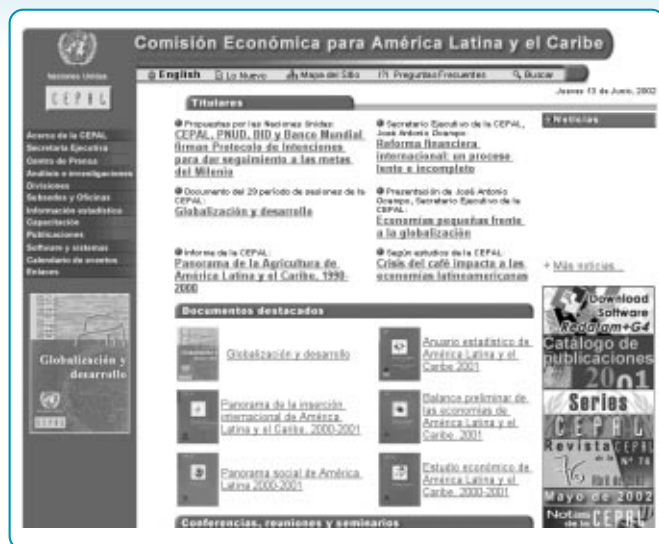 Comisión Económica para América Latina y el Caribe
Naciones Unidas
CEPAL
English
Lo Nuevo
Mapa del Sitio
Preguntas Frecuentes
Buscar
Jueves 13 de Junio, 2002
Acerca de la CEPAL
Secretaría Ejecutiva
Centro de Prensa
Análisis e investigaciones
Divisiones
Subsedes y Oficinas
Información estadística
Capacitación
Publicaciones
Software y sistemas
Calendario de eventos
Enlaces
Globalización y
desarrollo
CEPAL
Titulares
Propuestas por las Naciones Unidas:
CEPAL, PNUD, BID y Banco Mundial
firman Protocolo de Intenciones
para dar seguimiento a las metas
del Milenio
Documento del 29 período de sesiones de la
CEPAL:
Globalización y desarrollo
Informe de la CEPAL:
Panorama de la Agricultura de
América Latina y el Caribe, 1990-
2000
Secretario Ejecutivo de la CEPAL,
José Antonio Ocampo:
Reforma financiera
internacional: un proceso
lento e incompleto
Presentación de José Antonio
Ocampo, Secretario Ejecutivo de la
CEPAL:
Economías pequeñas frente
a la globalización
Según estudios de la CEPAL
Crisis del café impacta a las
economías latinoamericanas
Documentos destacados
Globalización y desarrollo
Anuario estadístico de
América Latina y el
Caribe 2001
Panorama de la inserción
internacional de América
Latina y el Caribe, 2000-2001
Balance preliminar de
las economías de
América Latina y el
Caribe, 2001
Panorama social de América
Latina 2000-2001
Estudio económico de
América Latina y el
Caribe, 2000-2001
Conferencias, reuniones y seminarios
Noticias
+ Más noticias...
Download
Software
Redatam+G4
Catálogo de
publicaciones
2001
Series
CEPAL
Revista CEPAL
de la
76
Nº 76
Abril de 2002
Mayo de 2002
Notas
de la CEPAL